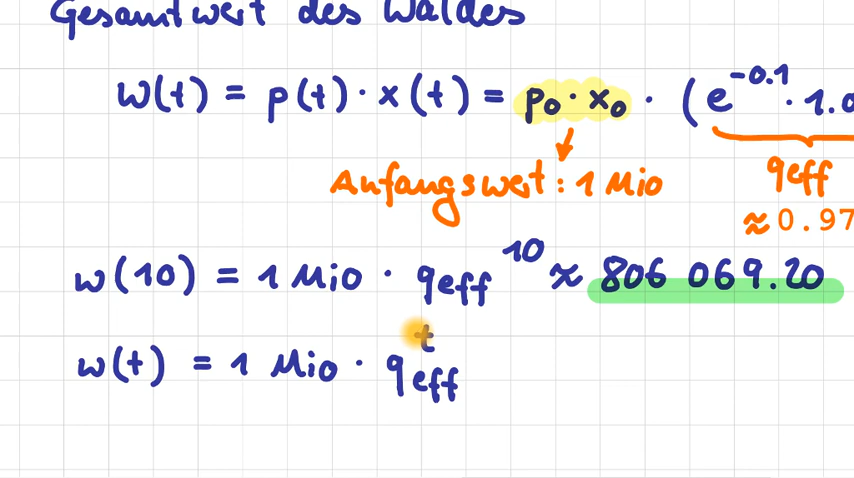 Gesamtwert des Waldes
w(t) = p(t) · x(t) = p₀ · x₀ · (e^-0.1 · 1.0
Anfangswert: 1 Mio
qeff
≈ 0.97
w(10) = 1 Mio · qeff^10 ≈ 806 069.20
w(t) = 1 Mio · qeff^t